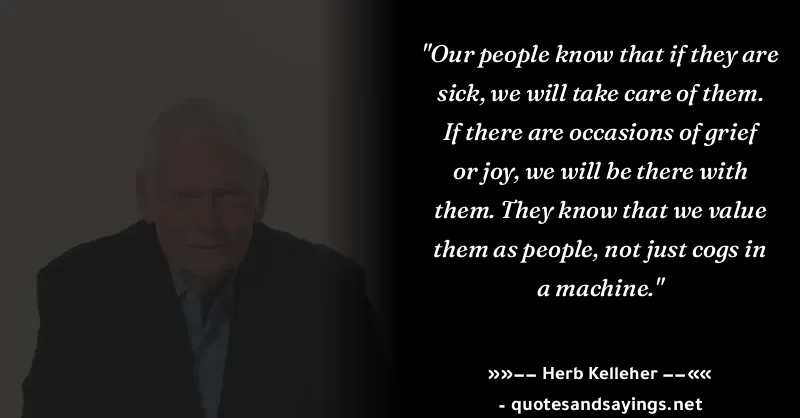 "Our people know that if they are
sick, we will take care of them.
If there are occasions of grief
or joy, we will be there with
them. They know that we value
them as people, not just cogs in
a machine."
»»−− Herb Kelleher −−««
- quotesandsayings.net